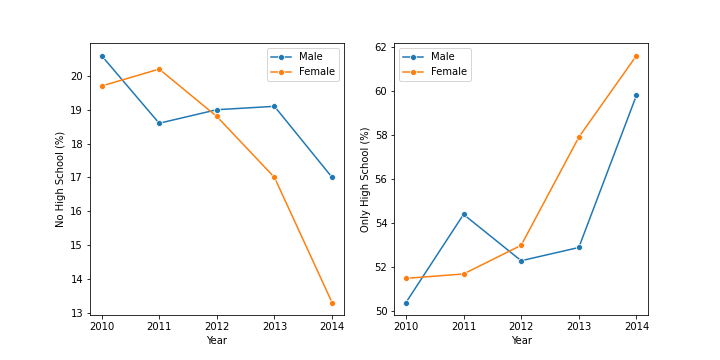 No High School (%)
20
19
18
17
16
15
14
13
2010 2011 2012 2013 2014
Year
Male
Female
Only High School (%)
62
60
58
56
54
52
50
2010 2011 2012 2013 2014
Year
Male
Female